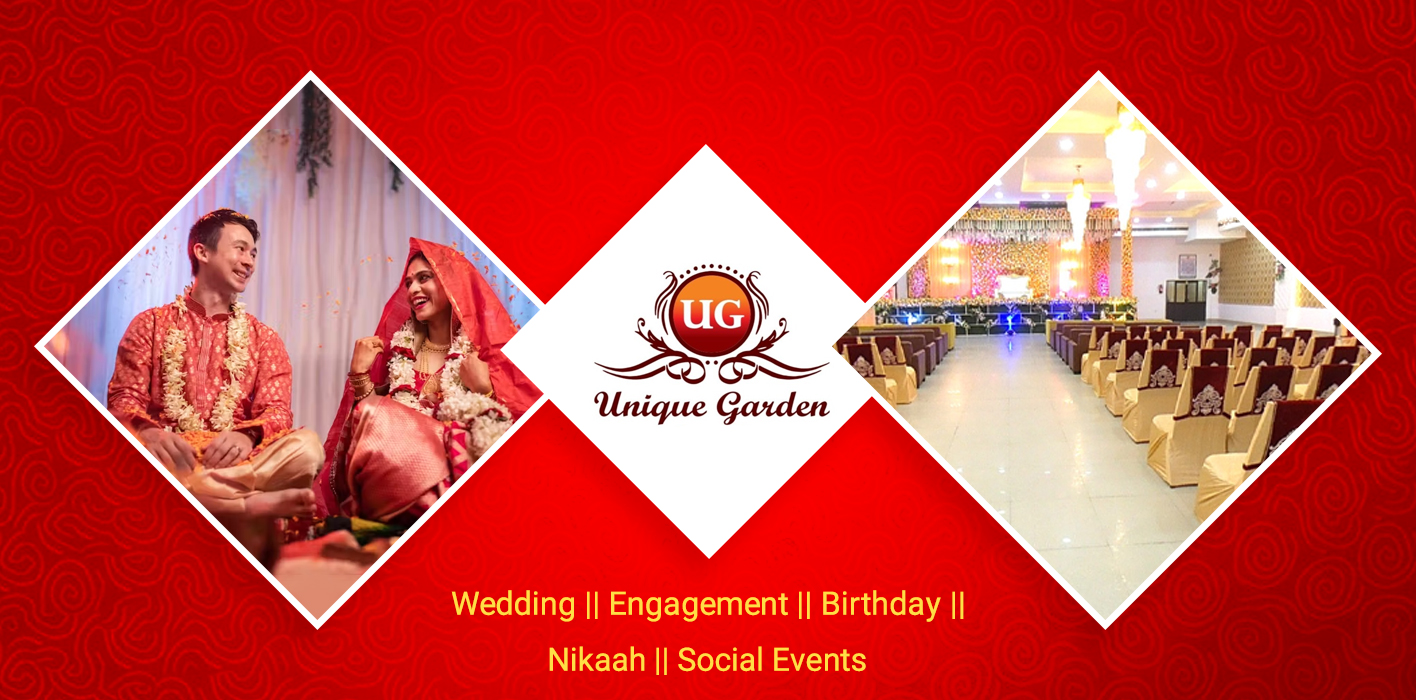 UG
Unique Garden
Wedding || Engagement || Birthday ||
Nikaah || Social Events